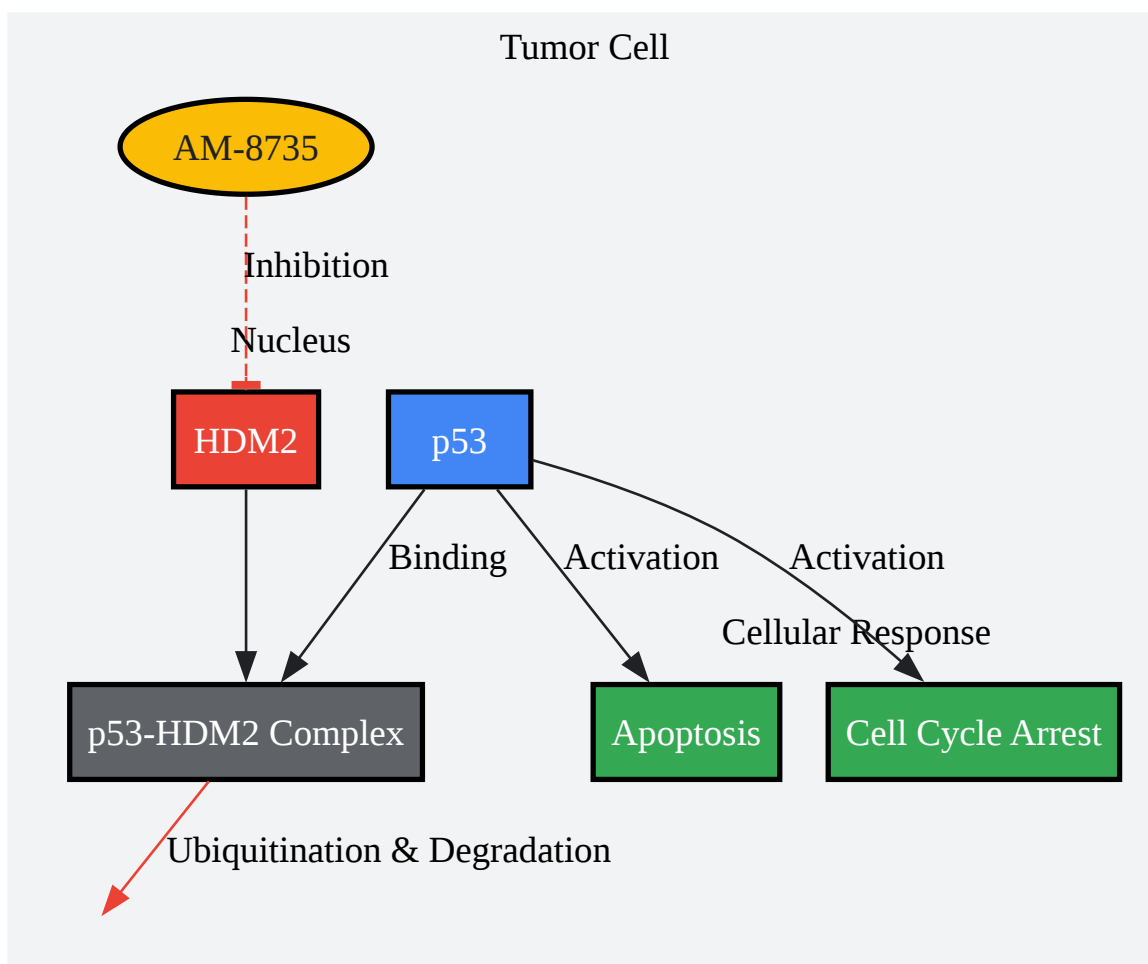 Tumor Cell
AM-8735
Inhibition
Nucleus
HDM2
p53
Binding
Activation
Activation
Cellular Response
p53-HDM2 Complex
Apoptosis
Cell Cycle Arrest
Ubiquitination & Degradation